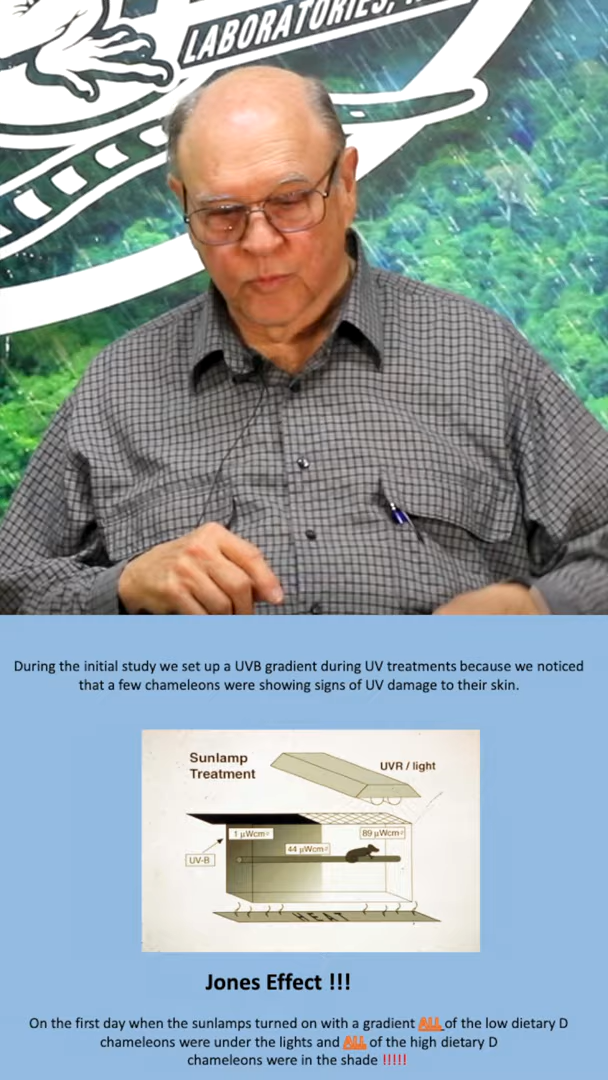 LABORATORIES,
During the initial study we set up a UVB gradient during UV treatments because we noticed
that a few chameleons were showing signs of UV damage to their skin.
Sunlamp
Treatment
UVR / light
1 µWcm²
89 µWcm²
44 µWcm²
UV-B
HEAT
Jones Effect !!!
On the first day when the sunlamps turned on with a gradient ALL of the low dietary D
chameleons were under the lights and ALL of the high dietary D
chameleons were in the shade !!!!!